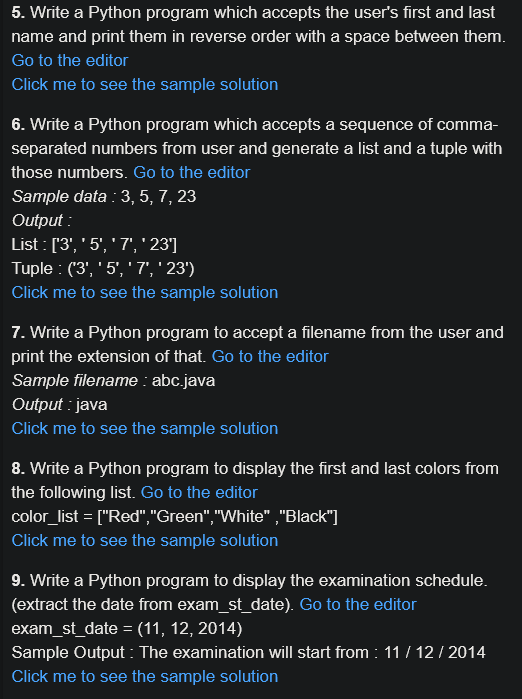 5. Write a Python program which accepts the user's first and last
name and print them in reverse order with a space between them.
Go to the editor
Click me to see the sample solution
6. Write a Python program which accepts a sequence of comma-
separated numbers from user and generate a list and a tuple with
those numbers. Go to the editor
Sample data : 3, 5, 7, 23
Output :
List : ['3', ' 5', ' 7', ' 23']
Tuple : ('3', ' 5', ' 7', ' 23')
Click me to see the sample solution
7. Write a Python program to accept a filename from the user and
print the extension of that. Go to the editor
Sample filename : abc.java
Output : java
Click me to see the sample solution
8. Write a Python program to display the first and last colors from
the following list. Go to the editor
color_list = ["Red","Green","White" ,"Black"]
Click me to see the sample solution
9. Write a Python program to display the examination schedule.
(extract the date from exam_st_date). Go to the editor
exam_st_date = (11, 12, 2014)
Sample Output : The examination will start from : 11 / 12 / 2014
Click me to see the sample solution